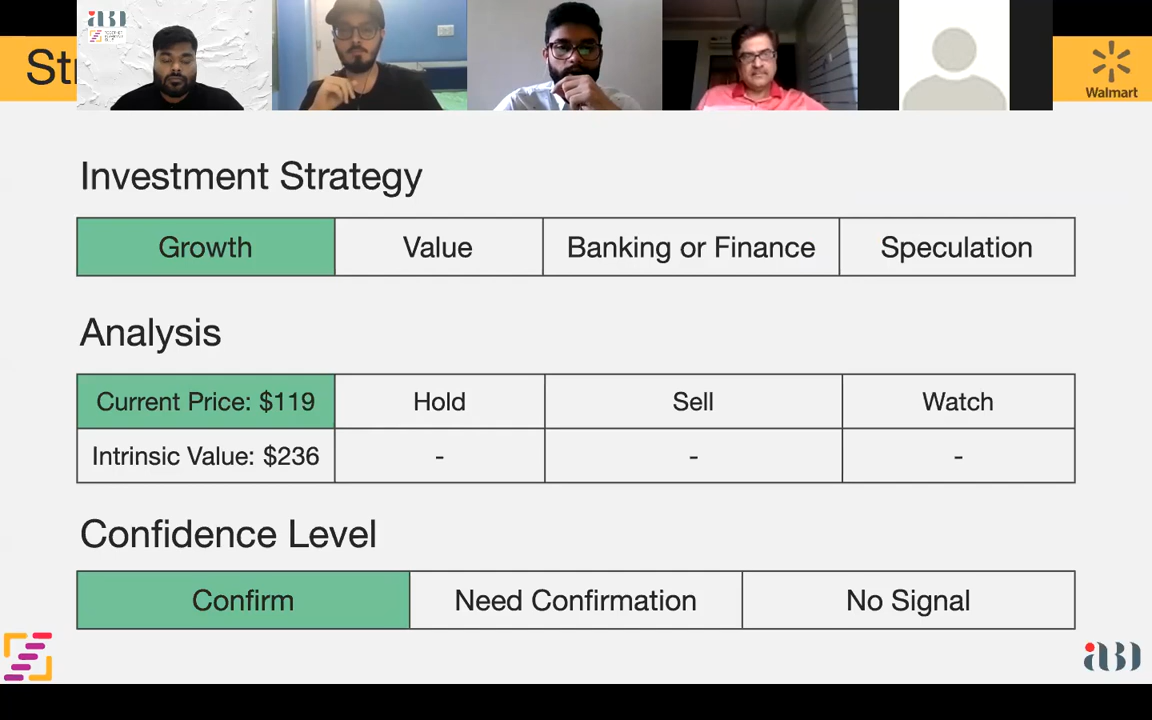 Walmart
Investment Strategy
Growth Value Banking or Finance Speculation
Analysis
Current Price: $119 Hold Sell Watch
Intrinsic Value: $236 - - -
Confidence Level
Confirm Need Confirmation No Signal